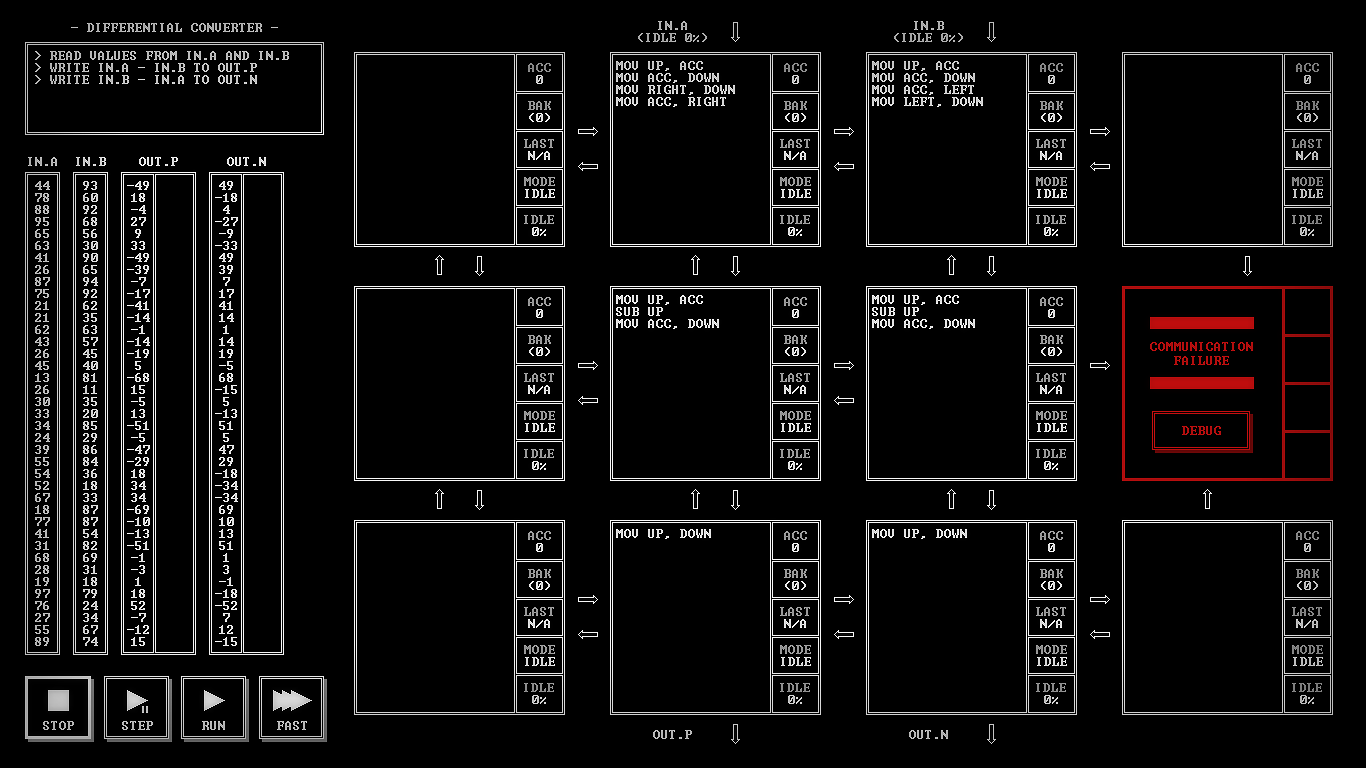 - DIFFERENTIAL CONVERTER -
> READ VALUES FROM IN.A AND IN.B
> WRITE IN.A - IN.B TO OUT.P
> WRITE IN.B - IN.A TO OUT.N
IN.A IN.B OUT.P OUT.N
44 93 -49 49
78 60 18 -18
88 92 -4 4
95 68 27 -27
65 56 9 -9
63 30 33 -33
41 90 -49 49
26 65 -39 39
87 94 -7 7
75 92 -17 17
21 62 -41 41
21 35 -14 14
62 63 -1 1
43 57 -14 14
26 45 -19 19
45 40 5 -5
13 81 -68 68
26 11 15 -15
30 35 -5 5
33 20 13 -13
34 85 -51 51
24 29 -5 5
39 86 -47 47
55 84 -29 29
54 36 18 -18
52 18 34 -34
67 33 34 -34
18 87 -69 69
77 87 -10 10
41 54 -13 13
31 82 -51 51
68 69 -1 1
28 31 -3 3
19 18 1 -1
97 79 18 -18
76 24 52 -52
27 34 -7 7
55 67 -12 12
89 74 15 -15
STOP
STEP
RUN
FAST
IN.A
(IDLE 0%)
IN.B
(IDLE 0%)
ACC
0
BAK
(0)
LAST
N/A
MODE
IDLE
IDLE
0%
MOV UP, ACC
MOV ACC, DOWN
MOV RIGHT, DOWN
MOV ACC, RIGHT
ACC
0
BAK
(0)
LAST
N/A
MODE
IDLE
IDLE
0%
MOV UP, ACC
MOV ACC, DOWN
MOV ACC, LEFT
MOV LEFT, DOWN
ACC
0
BAK
(0)
LAST
N/A
MODE
IDLE
IDLE
0%
ACC
0
BAK
(0)
LAST
N/A
MODE
IDLE
IDLE
0%
ACC
0
BAK
(0)
LAST
N/A
MODE
IDLE
IDLE
0%
MOV UP, ACC
SUB UP
MOV ACC, DOWN
ACC
0
BAK
(0)
LAST
N/A
MODE
IDLE
IDLE
0%
MOV UP, ACC
SUB UP
MOV ACC, DOWN
ACC
0
BAK
(0)
LAST
N/A
MODE
IDLE
IDLE
0%
COMMUNICATION
FAILURE
DEBUG
ACC
0
BAK
(0)
LAST
N/A
MODE
IDLE
IDLE
0%
MOV UP, DOWN
ACC
0
BAK
(0)
LAST
N/A
MODE
IDLE
IDLE
0%
MOV UP, DOWN
ACC
0
BAK
(0)
LAST
N/A
MODE
IDLE
IDLE
0%
ACC
0
BAK
(0)
LAST
N/A
MODE
IDLE
IDLE
0%
OUT.P
OUT.N